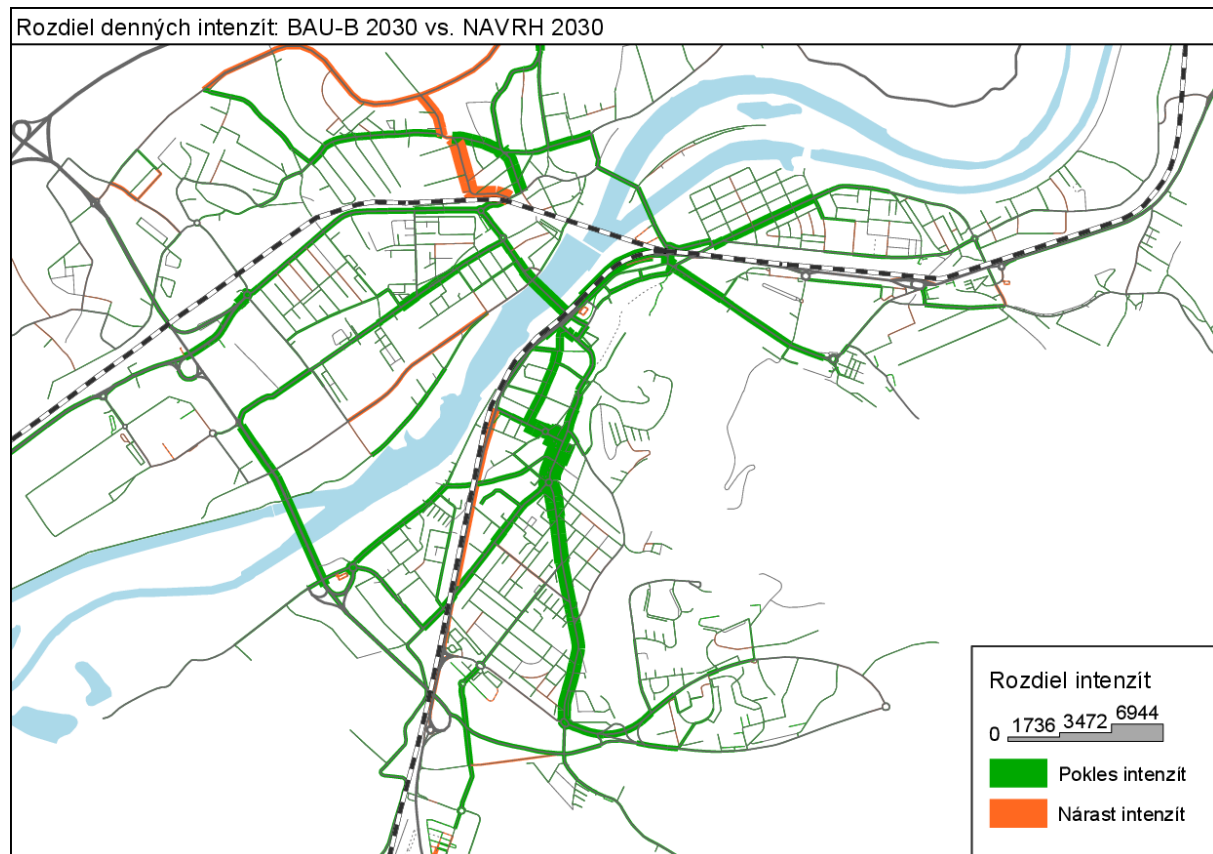 Rozdiel denných intenzít: BAU-B 2030 vs. NAVRH 2030
Rozdiel intenzít
0 1736 3472 6944
Pokles intenzít
Nárast intenzít